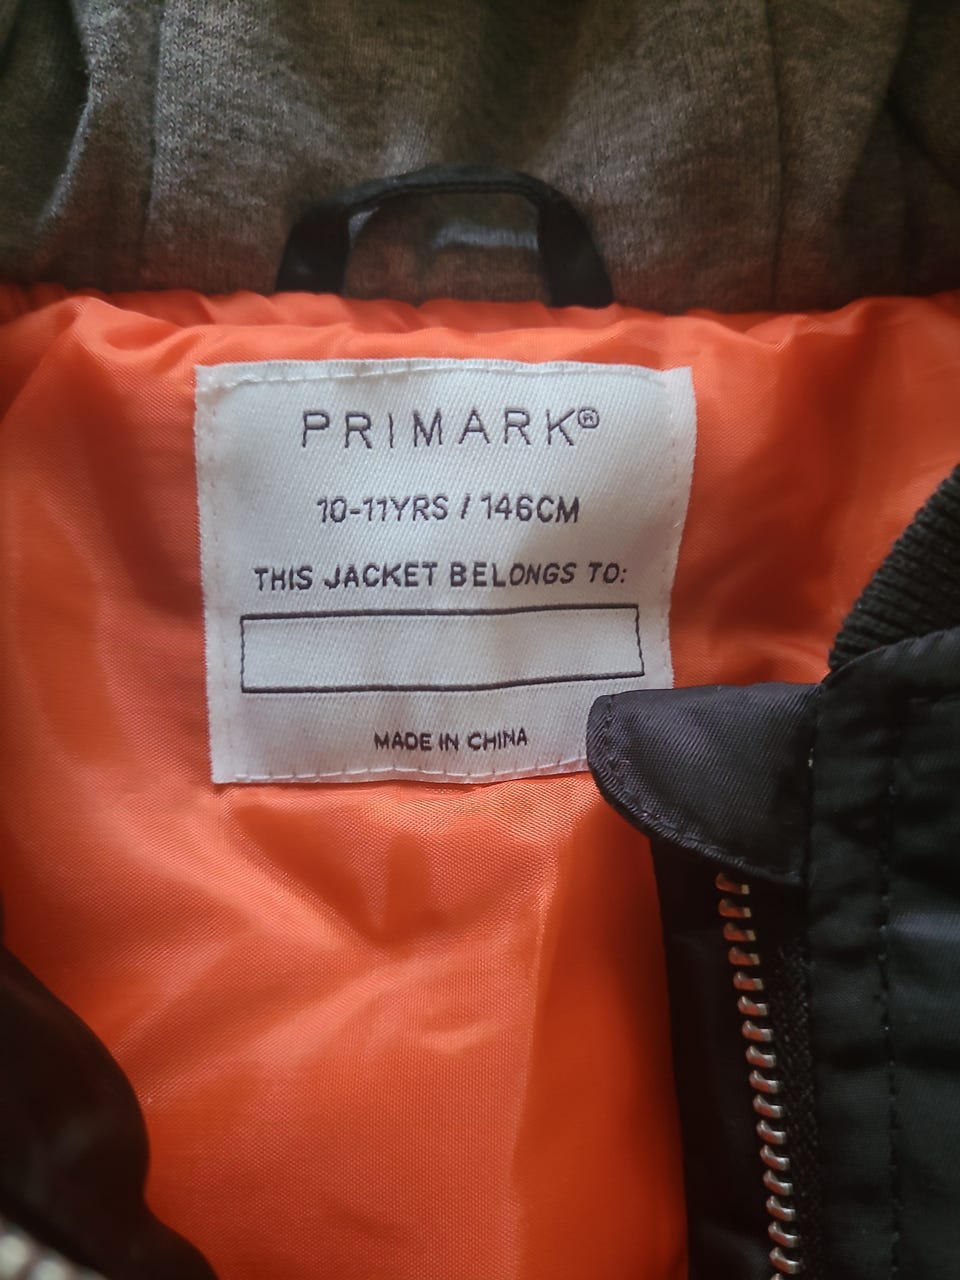 PRIMARK®
10-11YRS / 146CM
THIS JACKET BELONGS TO:
MADE IN CHINA